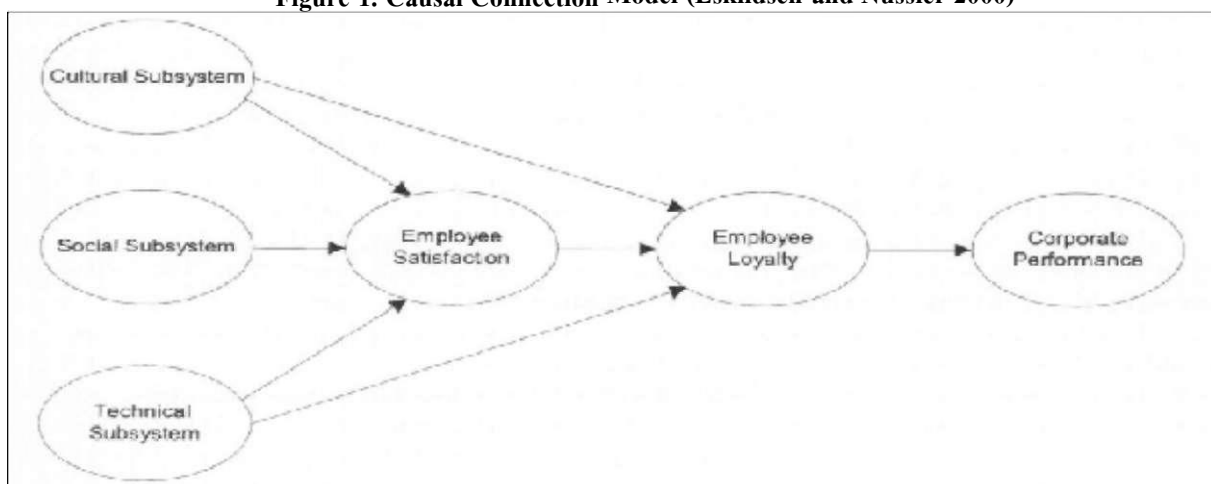 Figure 1: Causal Connection Model (Eskildsen and Nussler 2000)
Cultural Subsystem
Social Subsystem
Employee
Satisfaction
Employee
Loyally
Corporate
Performance
Technical
Subsystem